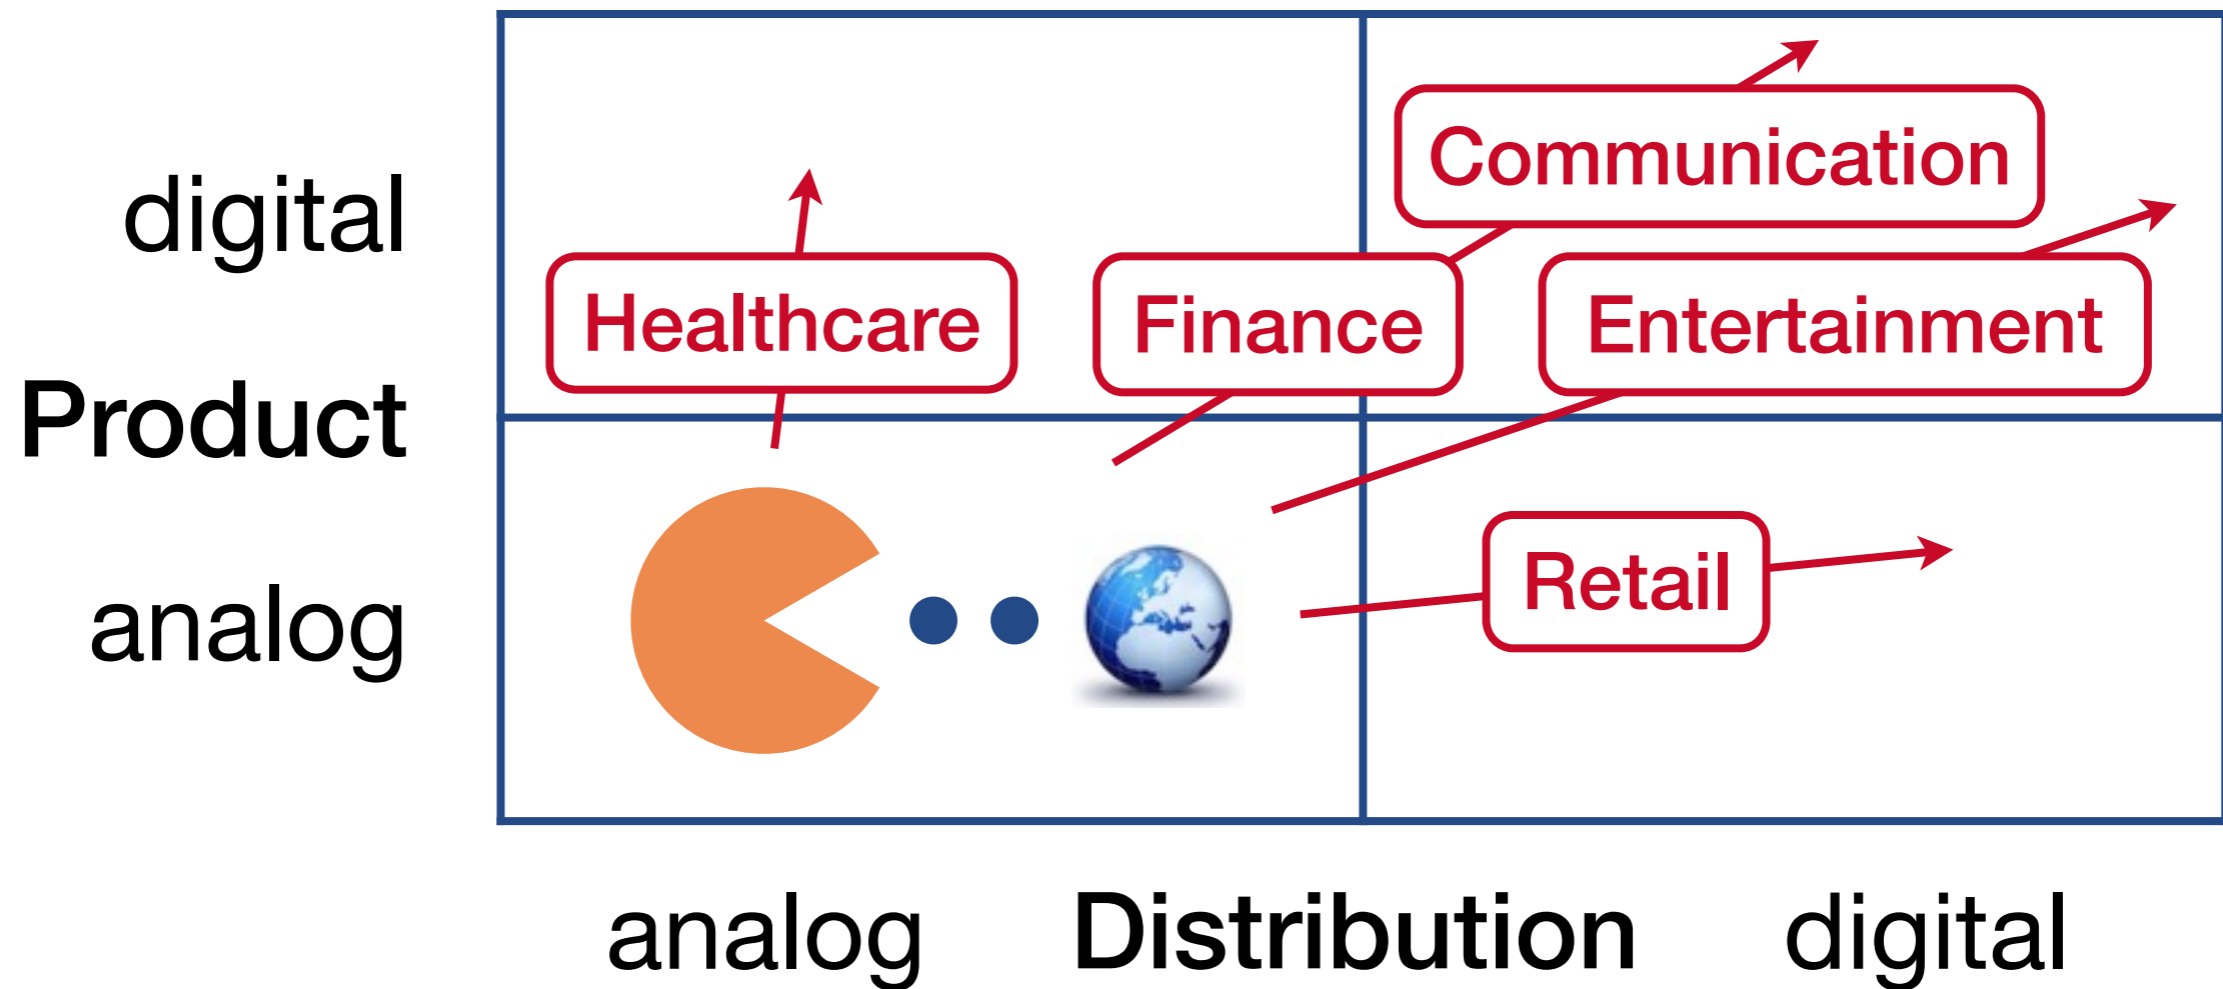 Communication
digital
Healthcare
Finance
Entertainment
Product
analog
Retail
analog
Distribution
digital